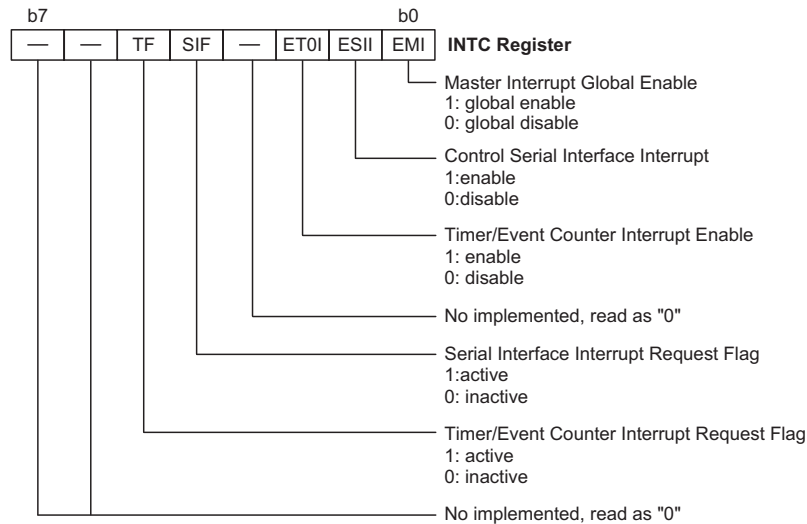 b7 b0
— — TF SIF — ET0I ESII EMI INTC Register
Master Interrupt Global Enable
1: global enable
0: global disable
Control Serial Interface Interrupt
1:enable
0:disable
Timer/Event Counter Interrupt Enable
1: enable
0: disable
No implemented, read as "0"
Serial Interface Interrupt Request Flag
1:active
0: inactive
Timer/Event Counter Interrupt Request Flag
1: active
0: inactive
No implemented, read as "0"